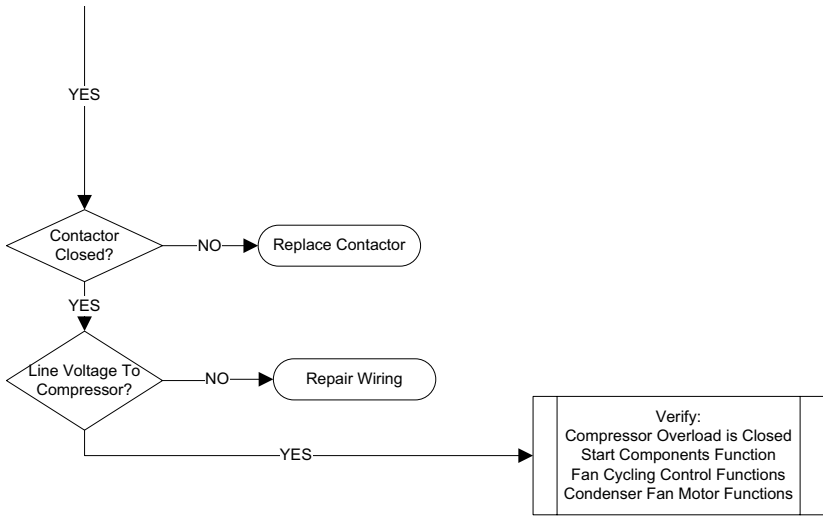 YES
Contactor
Closed?
NO
Replace Contactor
YES
Line Voltage To
Compressor?
NO
Repair Wiring
YES
Verify:
Compressor Overload is Closed
Start Components Function
Fan Cycling Control Functions
Condenser Fan Motor Functions